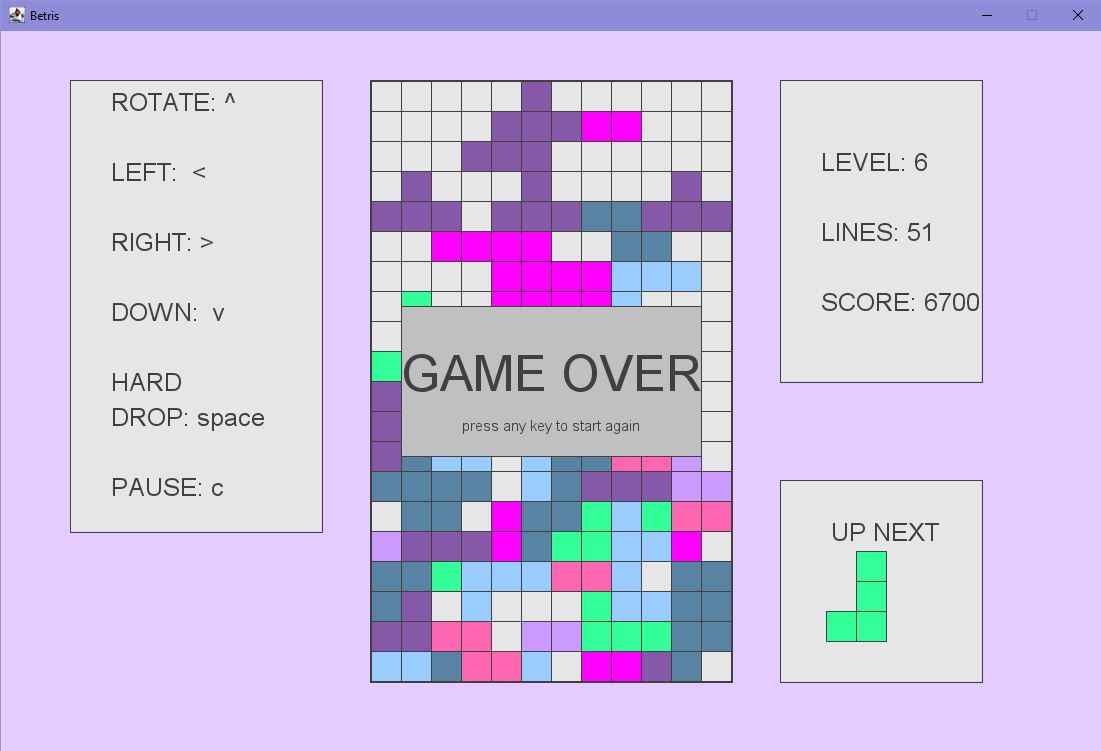 Betris
ROTATE: ^
LEFT: <
RIGHT: >
DOWN: v
HARD
DROP: space
PAUSE: c
GAME OVER
press any key to start again
LEVEL: 6
LINES: 51
SCORE: 6700
UP NEXT